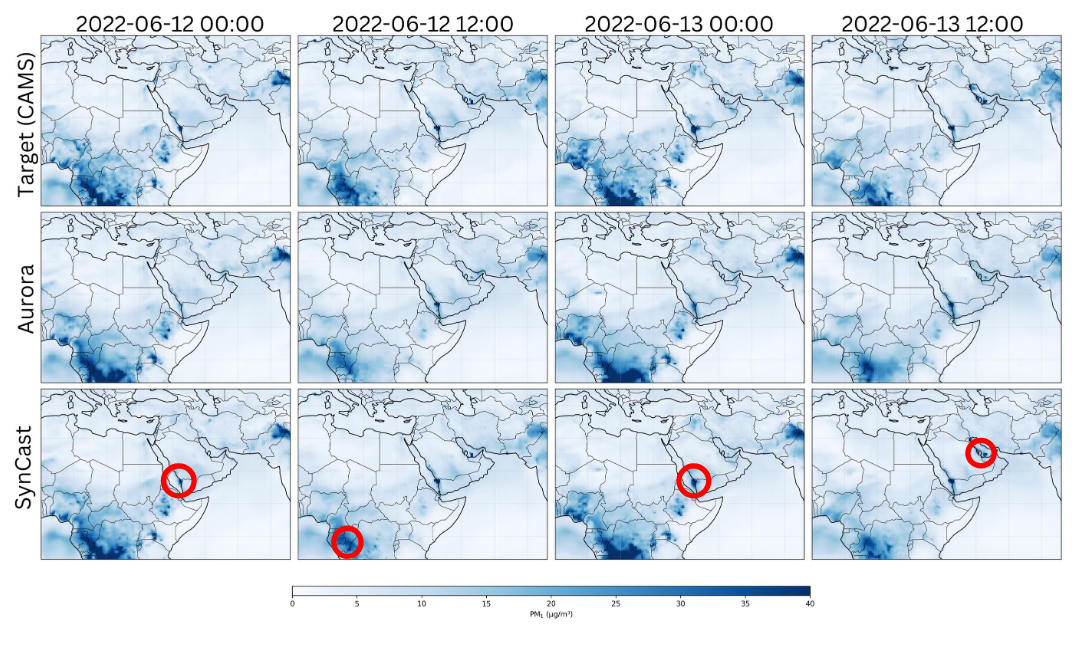 2022-06-12 00:00 2022-06-12 12:00 2022-06-13 00:00 2022-06-13 12:00
Target (CAMS)
Aurora
SynCast
0 5 10 15 20 25 30 35 40
PM₁ (μg/m³)